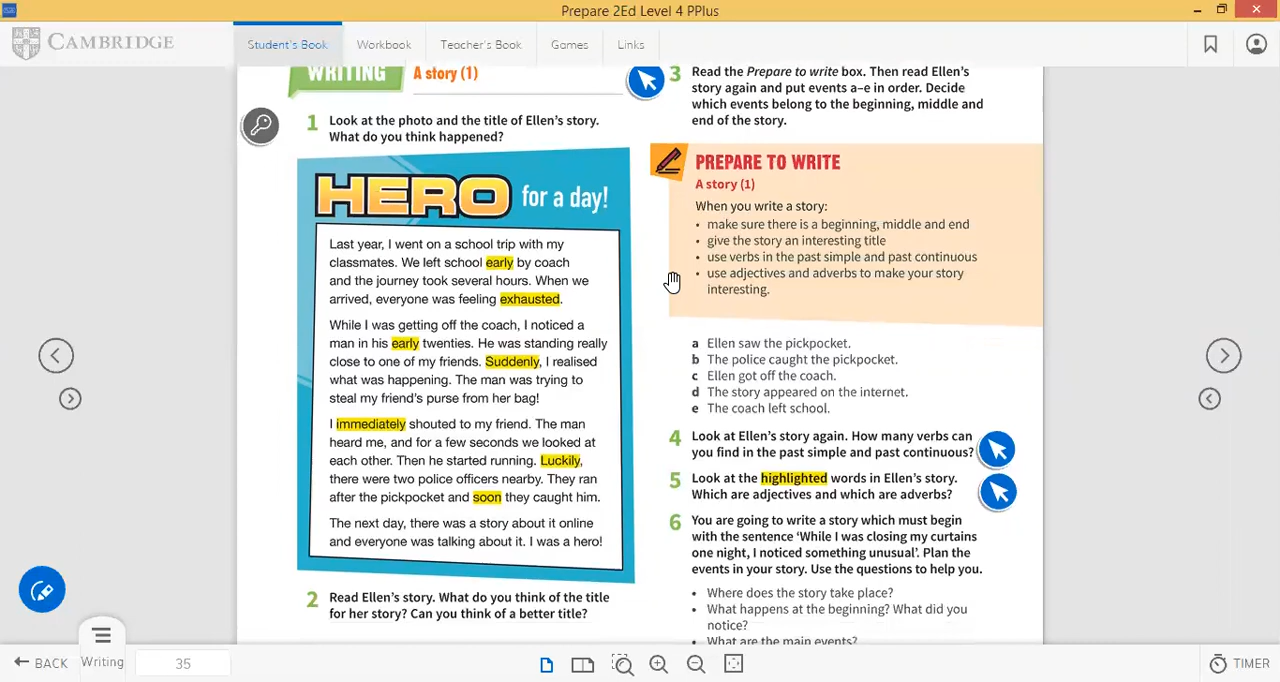 Prepare 2Ed Level 4 PPlus
CAMBRIDGE
Student's Book
Workbook
Teacher's Book
Games
Links
WRITING
A story (1)
1 Look at the photo and the title of Ellen's story.
What do you think happened?
HERO for a day!
Last year, I went on a school trip with my
classmates. We left school early by coach
and the journey took several hours. When we
arrived, everyone was feeling exhausted.
While I was getting off the coach, I noticed a
man in his early twenties. He was standing really
close to one of my friends. Suddenly, I realised
what was happening. The man was trying to
steal my friend's purse from her bag!
I immediately shouted to my friend. The man
heard me, and for a few seconds we looked at
each other. Then he started running. Luckily,
there were two police officers nearby. They ran
after the pickpocket and soon they caught him.
The next day, there was a story about it online
and everyone was talking about it. I was a hero!
2 Read Ellen's story. What do you think of the title
for her story? Can you think of a better title?
3 Read the Prepare to write box. Then read Ellen's
story again and put events a–e in order. Decide
which events belong to the beginning, middle and
end of the story.
PREPARE TO WRITE
A story (1)
When you write a story:
• make sure there is a beginning, middle and end
• give the story an interesting title
• use verbs in the past simple and past continuous
• use adjectives and adverbs to make your story
interesting.
a Ellen saw the pickpocket.
b The police caught the pickpocket.
c Ellen got off the coach.
d The story appeared on the internet.
e The coach left school.
4 Look at Ellen's story again. How many verbs can
you find in the past simple and past continuous?
5 Look at the highlighted words in Ellen's story.
Which are adjectives and which are adverbs?
6 You are going to write a story which must begin
with the sentence 'While I was closing my curtains
one night, I noticed something unusual'. Plan the
events in your story. Use the questions to help you.
• Where does the story take place?
• What happens at the beginning? What did you
notice?
• What are the main events?
BACK
Writing
35
TIMER